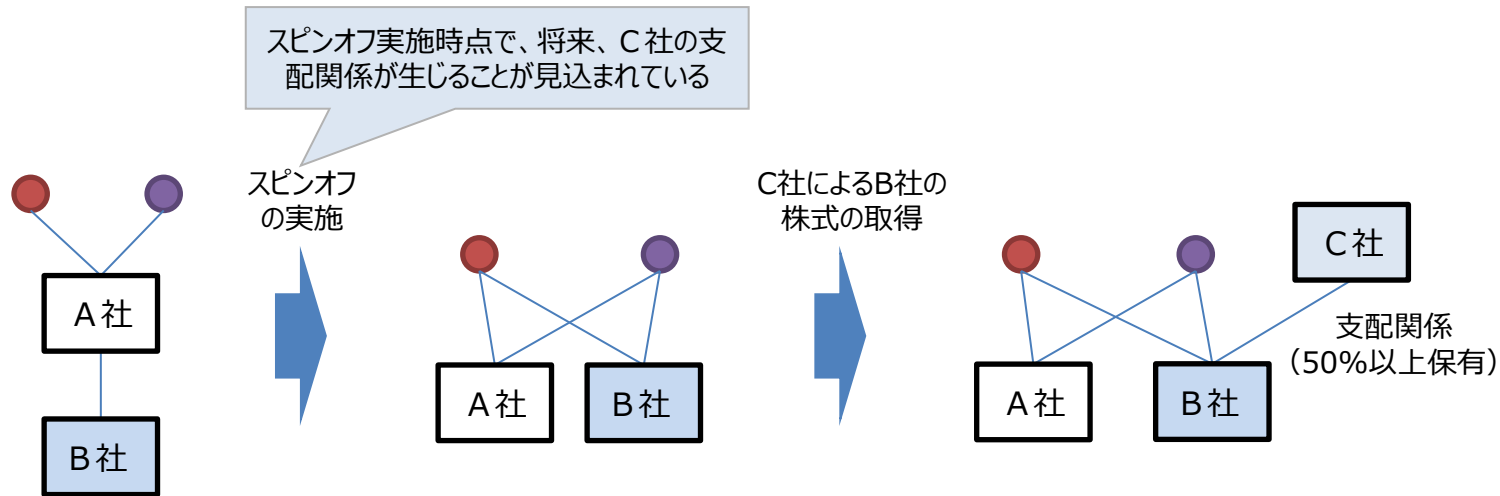 スピンオフ実施時点で、将来、C社の支
配関係が生じることが見込まれている
スピンオフ
の実施
C社によるB社の
株式の取得
A社
B社
A社
B社
C社
支配関係
（50%以上保有）
A社
B社